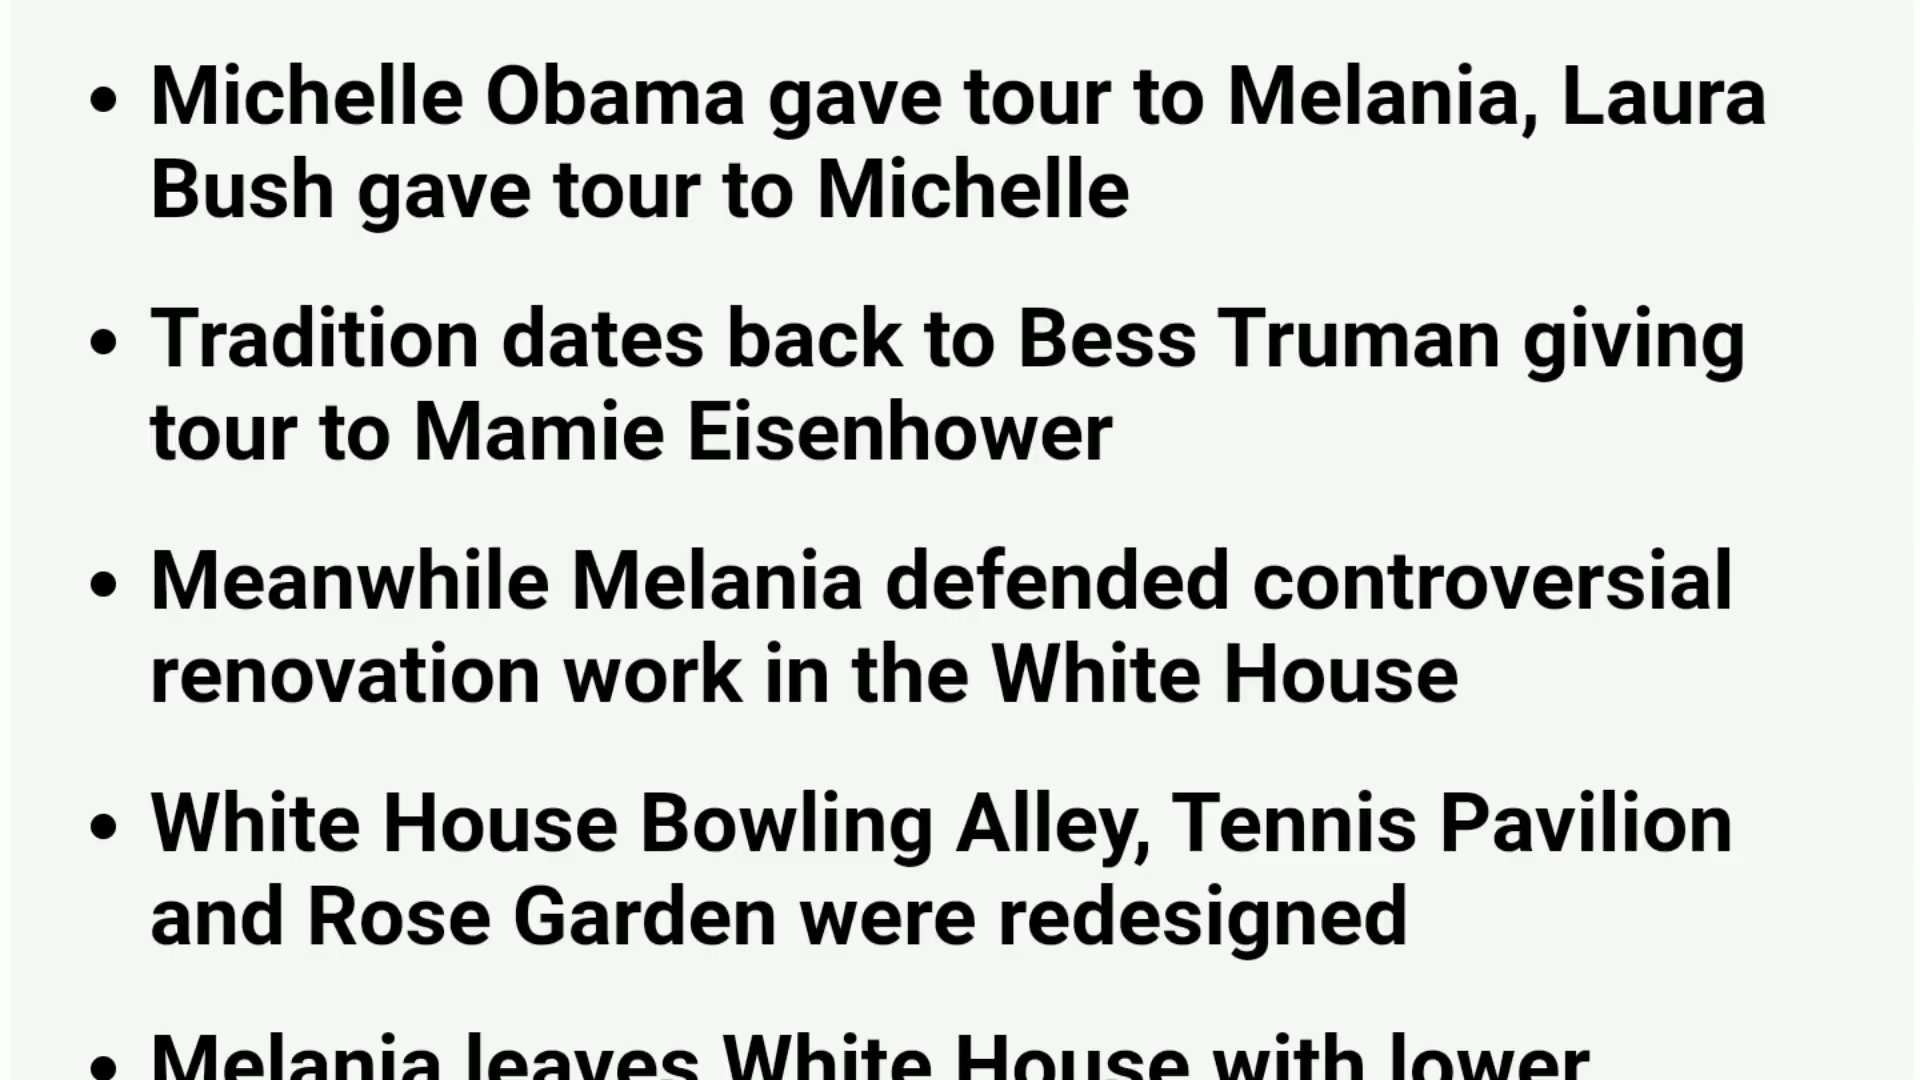 • Michelle Obama gave tour to Melania, Laura
Bush gave tour to Michelle
• Tradition dates back to Bess Truman giving
tour to Mamie Eisenhower
• Meanwhile Melania defended controversial
renovation work in the White House
• White House Bowling Alley, Tennis Pavilion
and Rose Garden were redesigned
• Melania leaves White House with lower